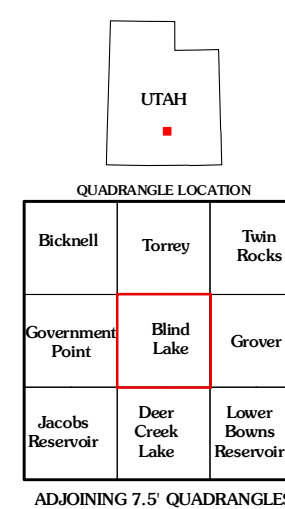 UTAH
QUADRANGLE LOCATION
Bicknell
Torrey
Twin
Rocks
Government
Point
Blind
Lake
Grover
Jacobs
Reservoir
Deer
Creek
Lake
Lower
Bowns
Reservoir
ADJOINING 7.5' QUADRANGLES